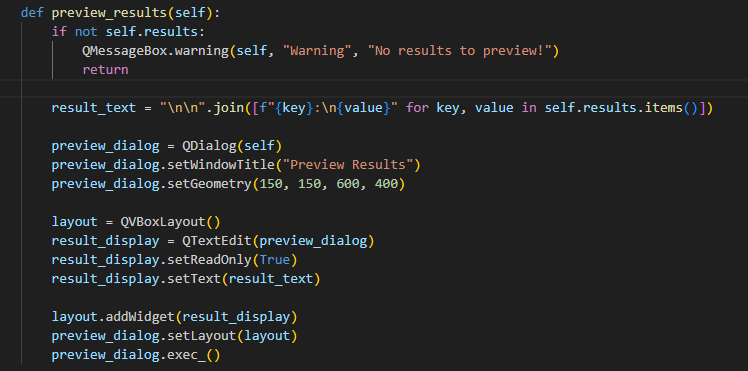 def preview_results(self):
    if not self.results:
        QMessageBox.warning(self, "Warning", "No results to preview!")
        return

    result_text = "\n\n".join([f"{key}:\n{value}" for key, value in self.results.items()])

    preview_dialog = QDialog(self)
    preview_dialog.setWindowTitle("Preview Results")
    preview_dialog.setGeometry(150, 150, 600, 400)

    layout = QVBoxLayout()
    result_display = QTextEdit(preview_dialog)
    result_display.setReadOnly(True)
    result_display.setText(result_text)

    layout.addWidget(result_display)
    preview_dialog.setLayout(layout)
    preview_dialog.exec_()